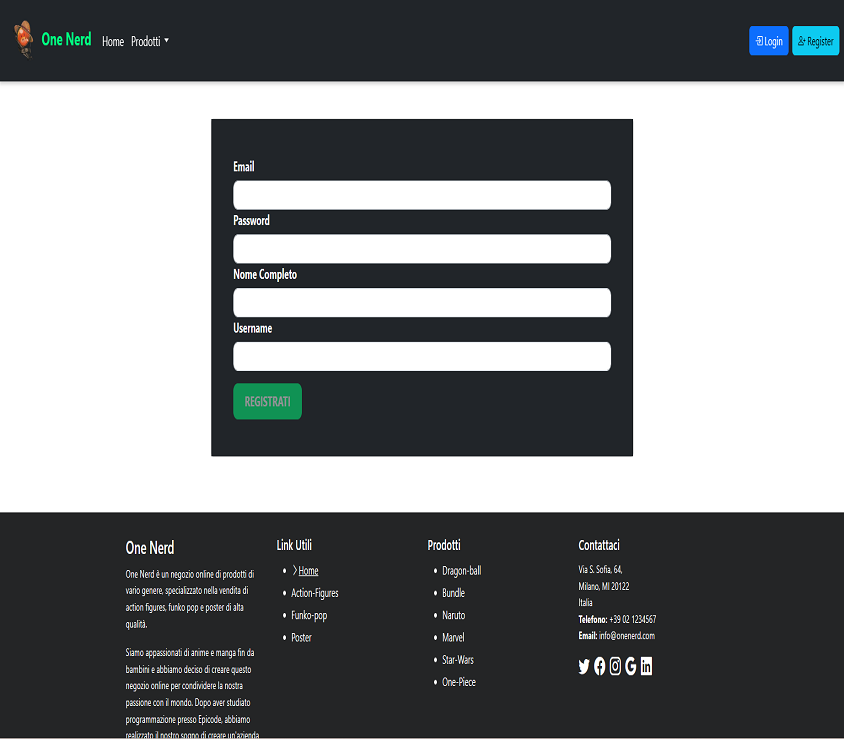 One Nerd Home Prodotti Login Register
Email
Password
Nome Completo
Username
REGISTRATI
One Nerd
One Nerd è un negozio online di prodotti di
vario genere, specializzato nella vendita di
action figures, funko pop e poster di alta
qualità.
Siamo appassionati di anime e manga fin da
bambini e abbiamo deciso di creare questo
negozio online per condividere la nostra
passione con il mondo. Dopo aver studiato
programmazione presso Epicode, abbiamo
realizzato il nostro sogno di creare un'azienda
Link Utili
Home
Action-Figures
Funko-pop
Poster
Prodotti
Dragon-ball
Bundle
Naruto
Marvel
Star-Wars
One-Piece
Contattaci
Via S. Sofia, 64,
Milano, MI 20122
Italia
Telefono: +39 02 1234567
Email: info@onenerd.com